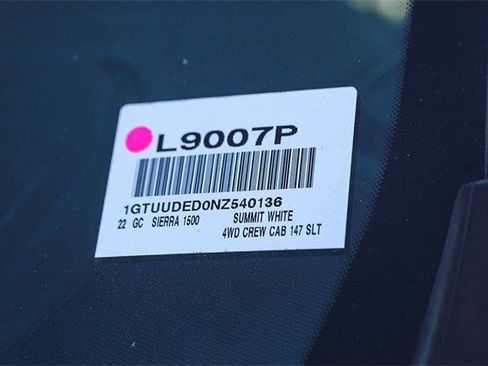 L9007P
1GTUUDED0NZ540136
22 GC SIERRA 1500 SUMMIT WHITE
4WD CREW CAB 147 SLT